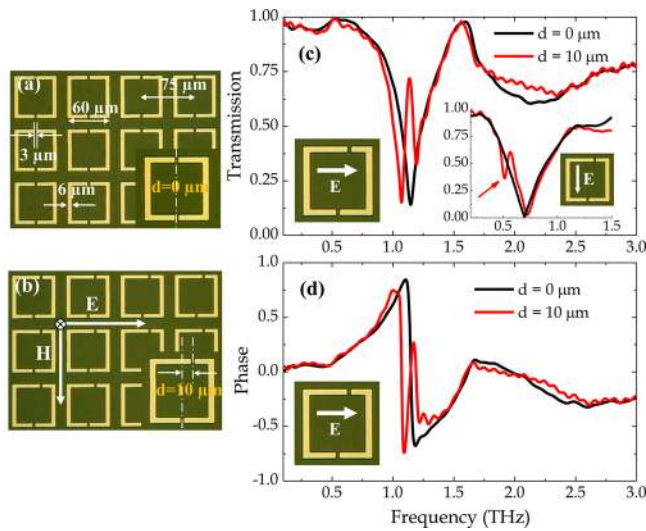 (a)
75 µm
60 µm
3 µm
6 µm
d=0 µm
(b)
E
H
d=10 µm
(c)
Transmission
1.00
0.75
0.50
0.25
0.00
d = 0 µm
d = 10 µm
E
1.00
0.75
0.50
0.25
0.00
0.5 1.0 1.5
E
0.5 1.0 1.5 2.0 2.5 3.0
(d)
Phase
1.0
0.5
0.0
-0.5
-1.0
d = 0 µm
d = 10 µm
E
0.5 1.0 1.5 2.0 2.5 3.0
Frequency (THz)